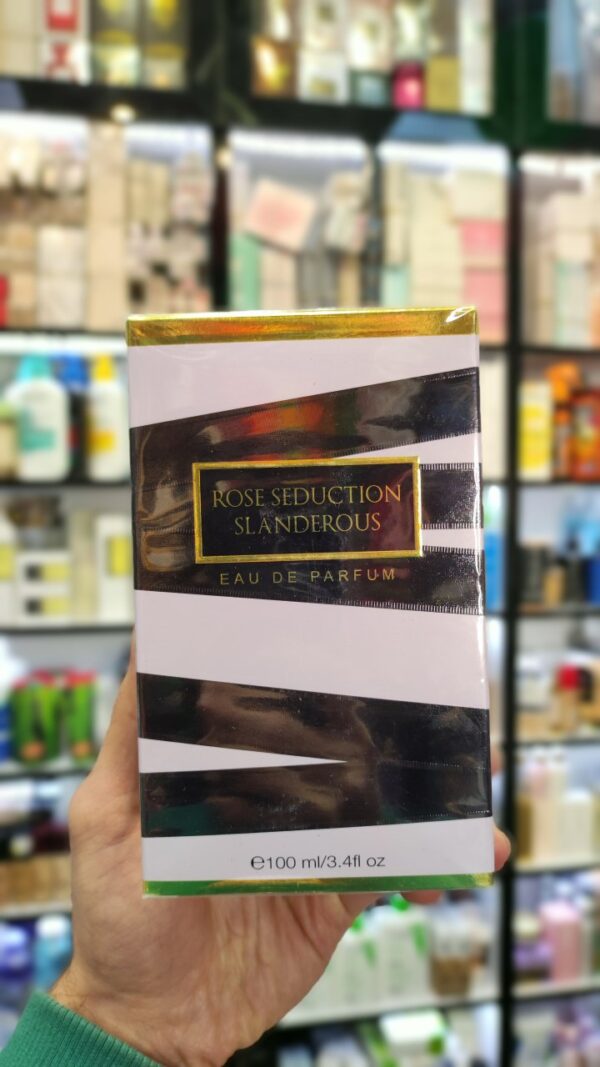 ROSE SEDUCTION
SLANDEROUS
EAU DE PARFUM
℮100 ml/3.4fl oz